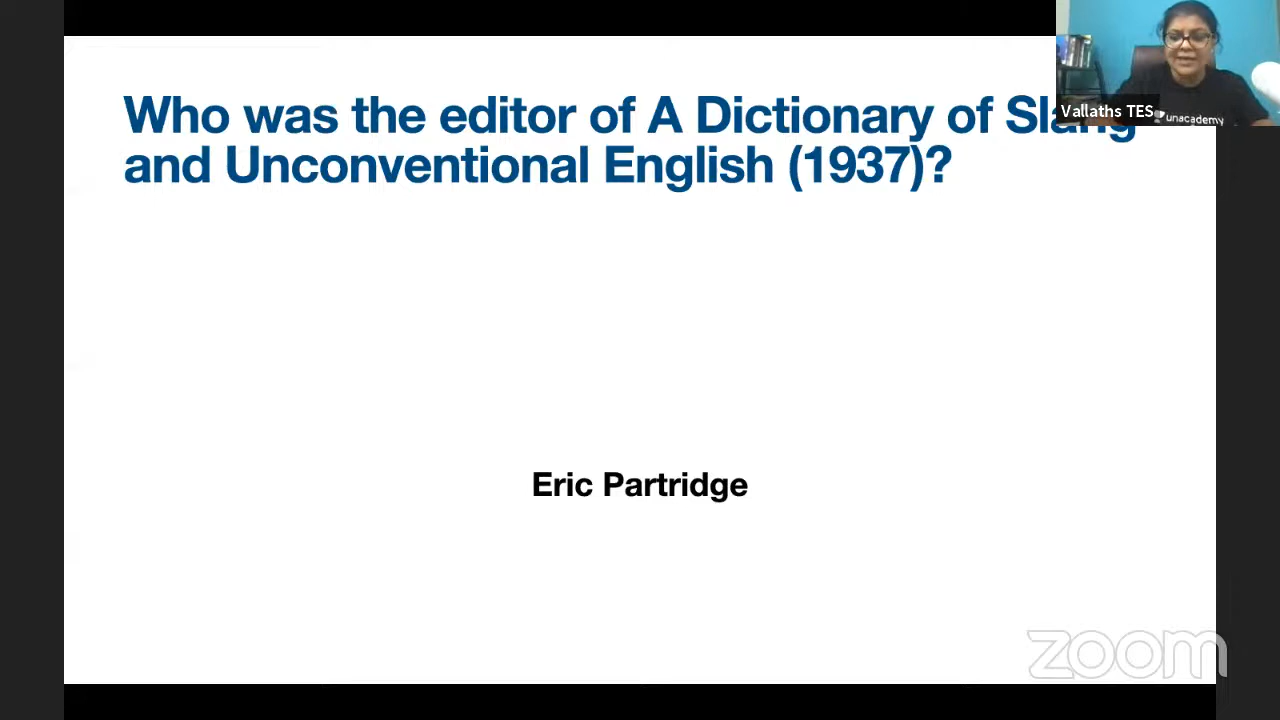 Who was the editor of A Dictionary of Slang
and Unconventional English (1937)?
Vallaths TES
unacademy
Eric Partridge
zoom